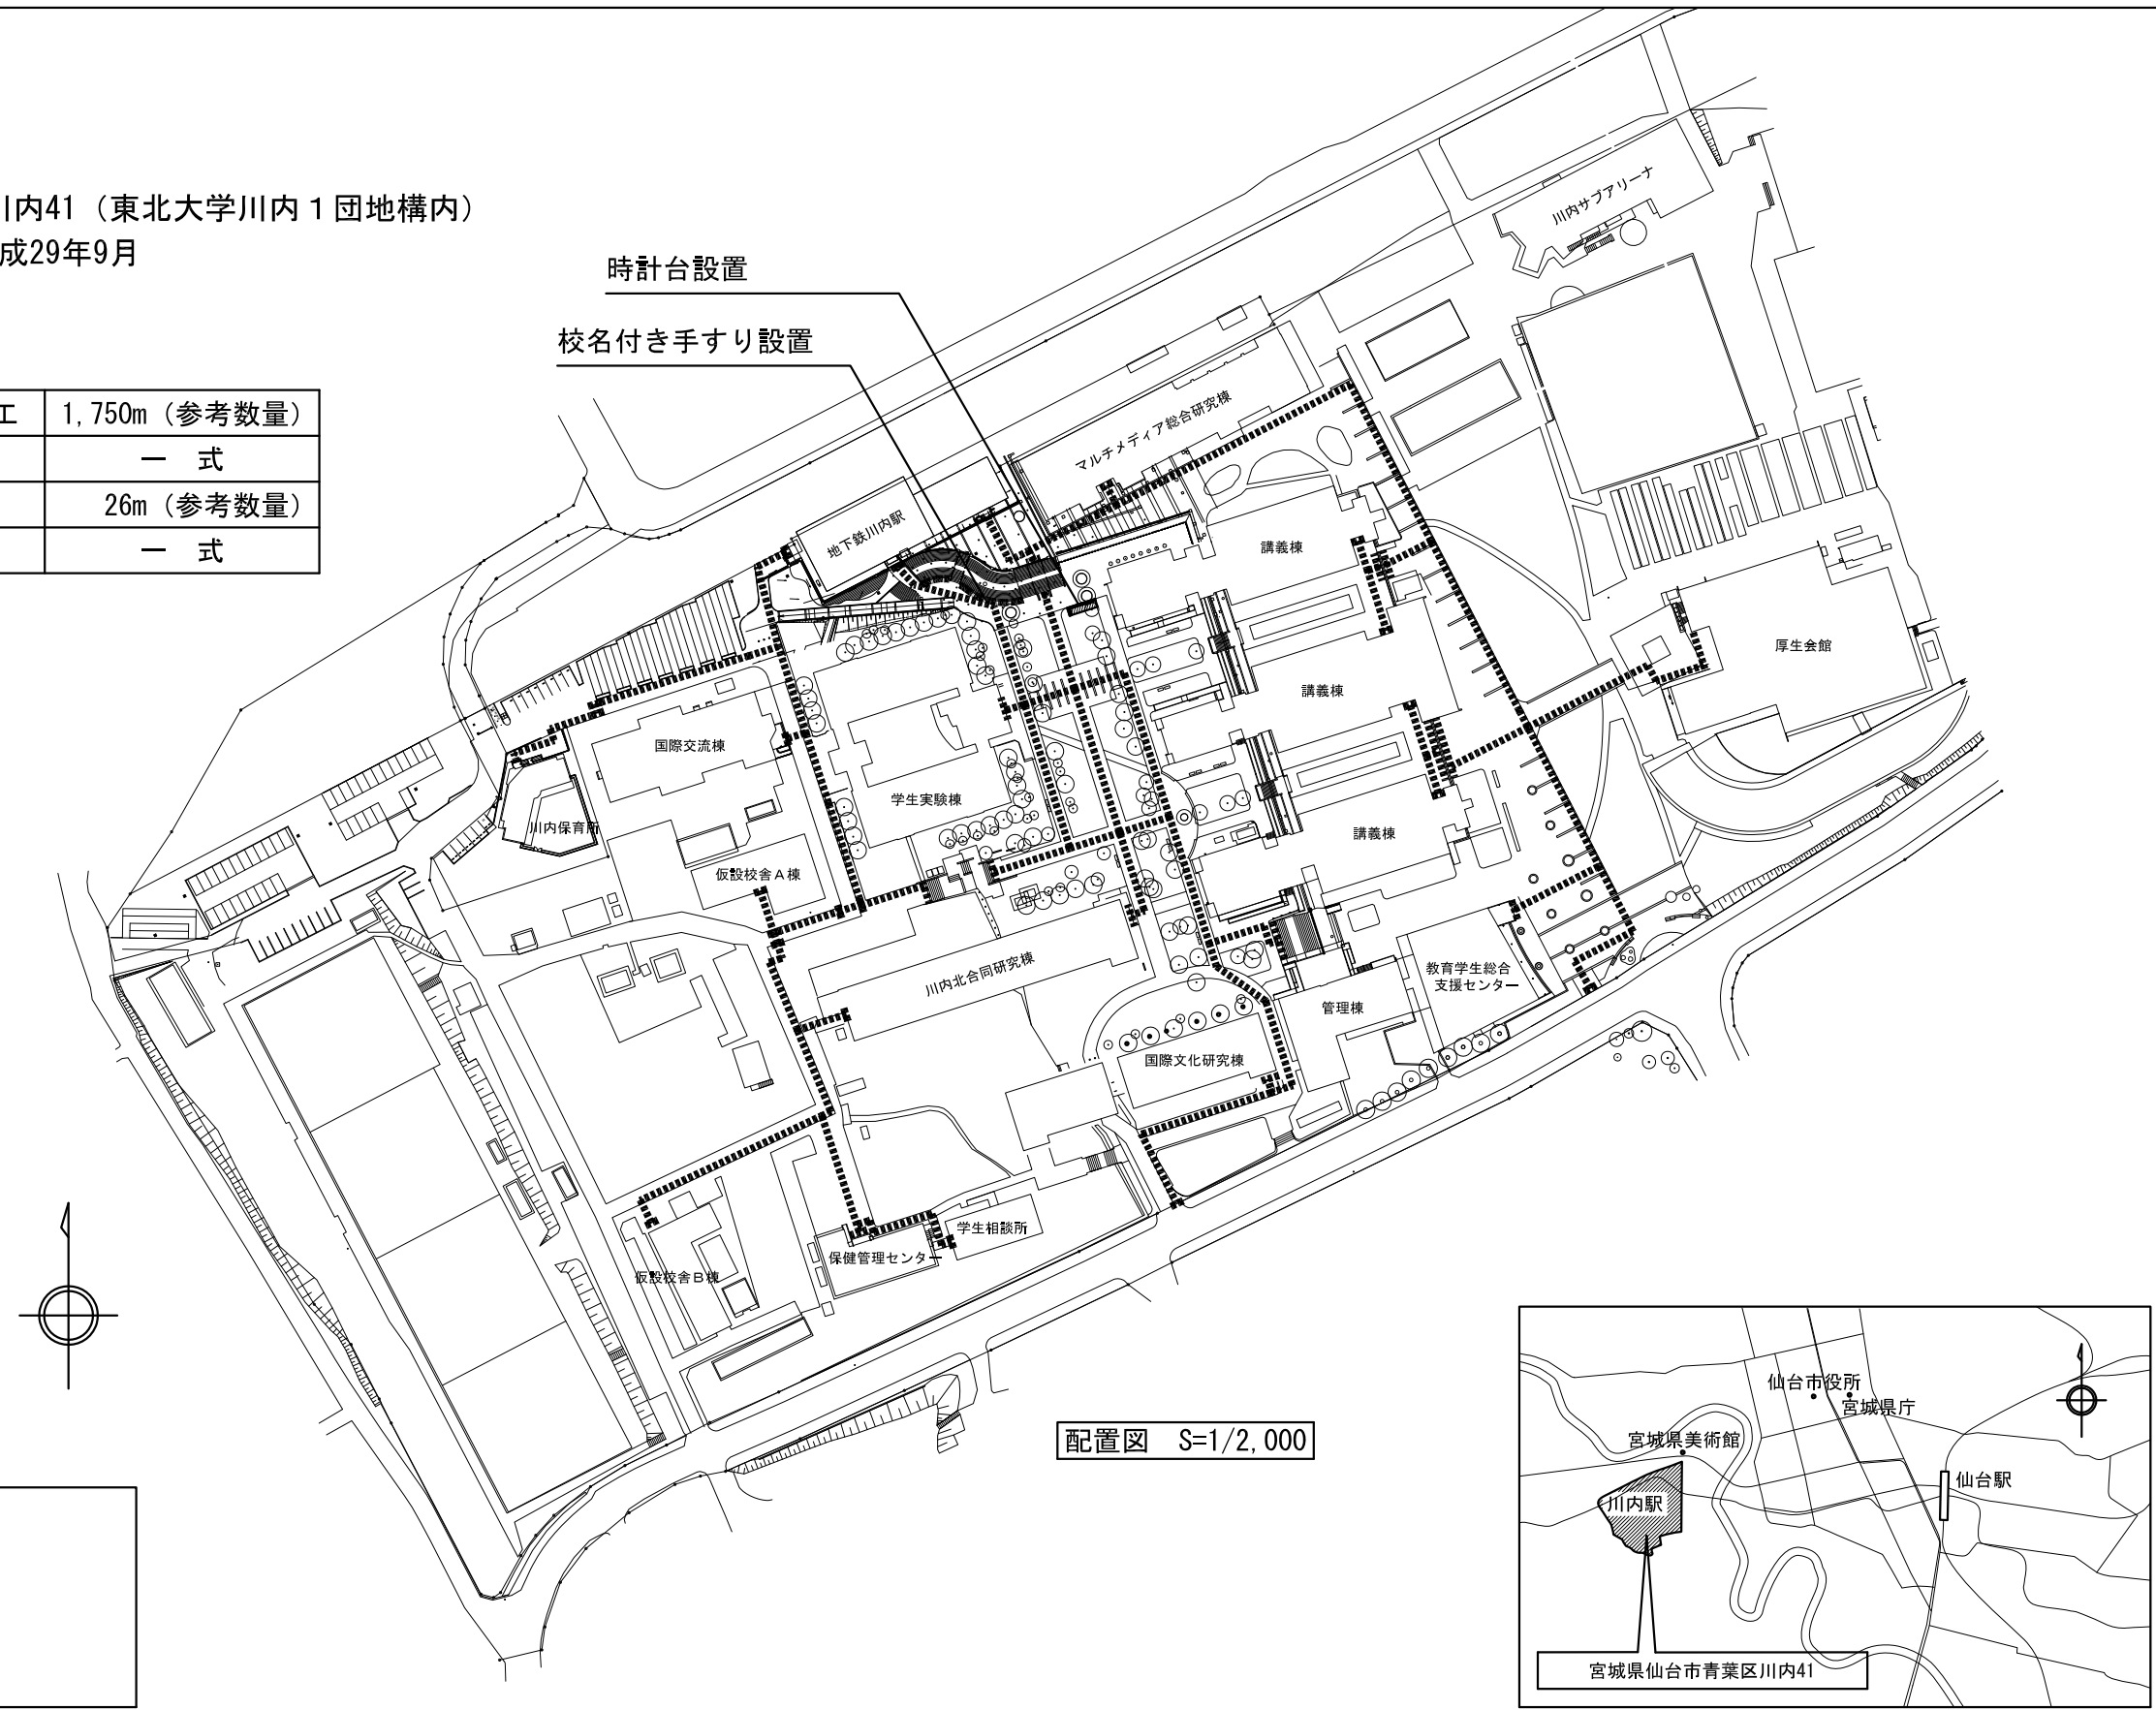 川内41（東北大学川内１団地構内）
成29年9月
時計台設置
校名付き手すり設置
工 1,750m（参考数量）
一 式
26m（参考数量）
一 式
川内サブアリーナ
マルチメディア総合研究棟
地下鉄川内駅
講義棟
厚生会館
講義棟
国際交流棟
学生実験棟
川内保育所
講義棟
仮設校舎Ａ棟
川内北合同研究棟
教育学生総合
支援センター
管理棟
国際文化研究棟
学生相談所
保健管理センター
仮設校舎Ｂ棟
配置図 S=1/2,000
仙台市役所
宮城県庁
宮城県美術館
仙台駅
川内駅
宮城県仙台市青葉区川内41